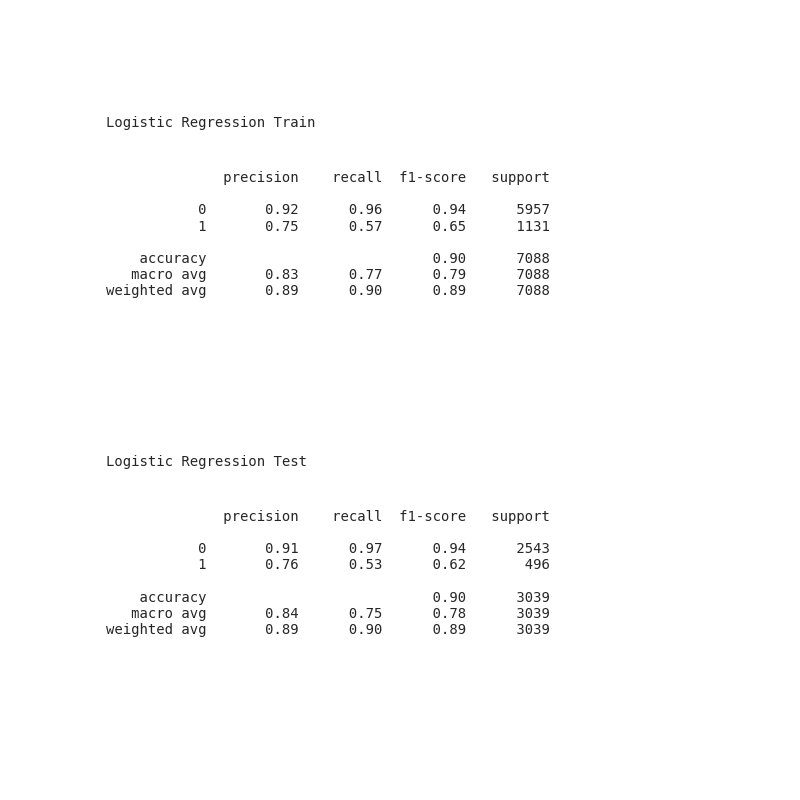 Logistic Regression Train
precision recall f1-score support
0 0.92 0.96 0.94 5957
1 0.75 0.57 0.65 1131
accuracy 0.90 7088
macro avg 0.83 0.77 0.79 7088
weighted avg 0.89 0.90 0.89 7088
Logistic Regression Test
precision recall f1-score support
0 0.91 0.97 0.94 2543
1 0.76 0.53 0.62 496
accuracy 0.90 3039
macro avg 0.84 0.75 0.78 3039
weighted avg 0.89 0.90 0.89 3039